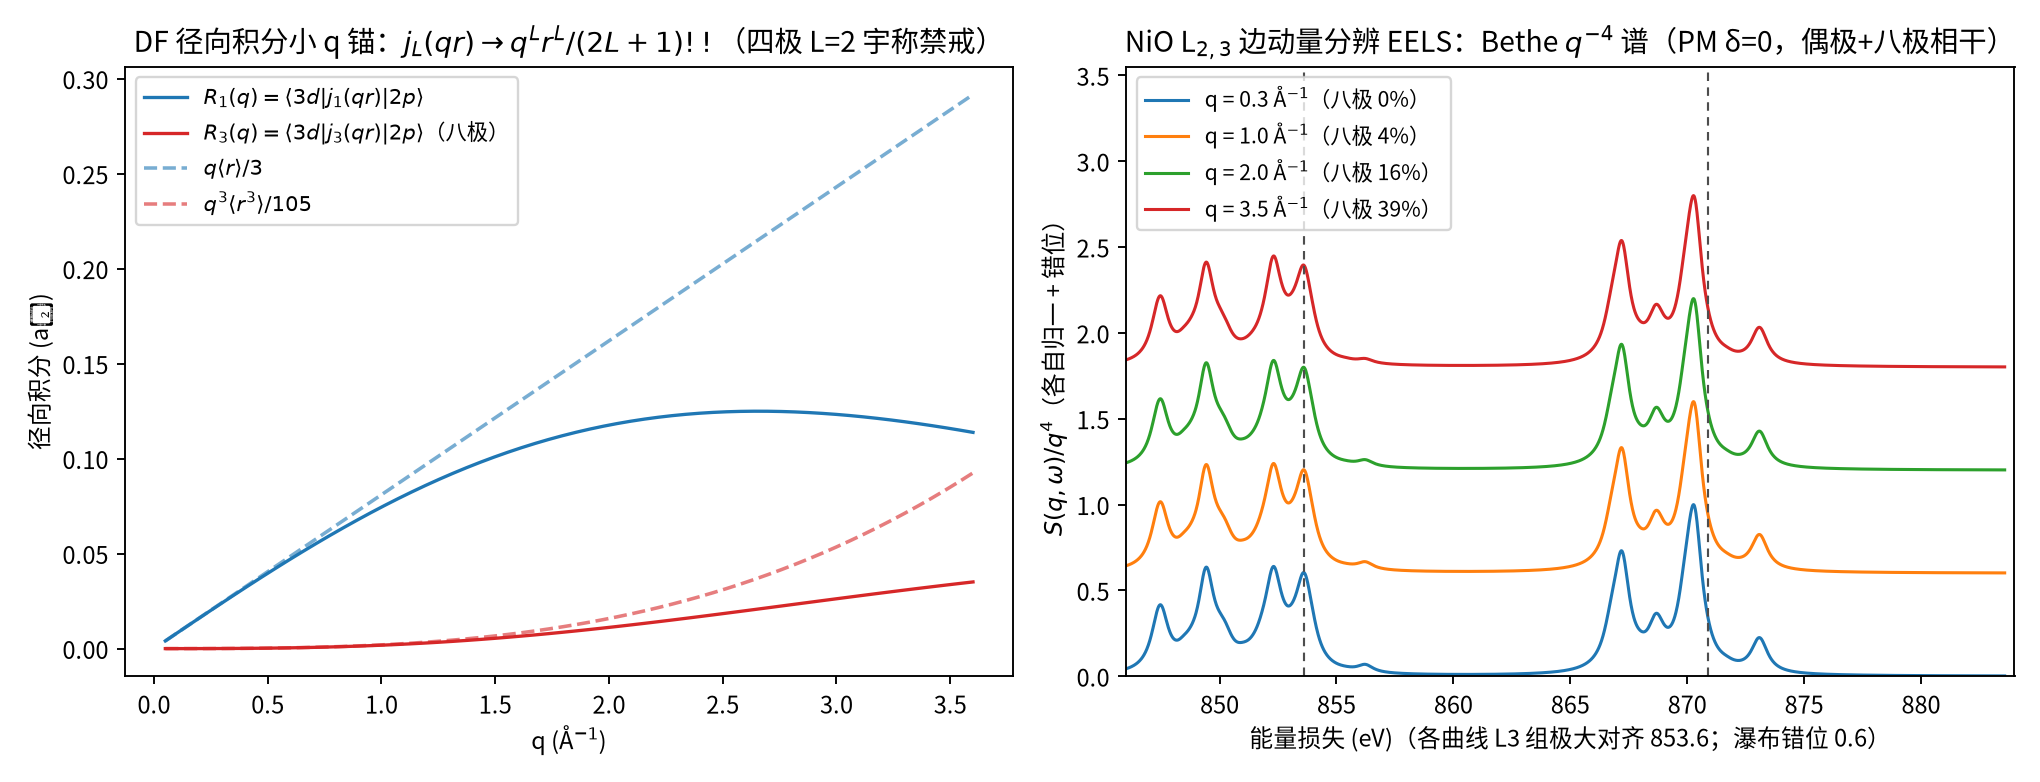 DF 径向积分小 q 锚：j_L(qr) → q^L r^L/(2L + 1)!!（四极 L=2 宇称禁戒）
径向积分 (a
0.30
0.25
0.20
0.15
0.10
0.05
0.00
R₁(q) = ⟨3d|j₁(qr)|2p⟩
R₃(q) = ⟨3d|j₃(qr)|2p⟩（八极）
q⟨r⟩/3
q³⟨r³⟩/105
0.0 0.5 1.0 1.5 2.0 2.5 3.0 3.5
q (Å⁻¹)
NiO L₂,₃ 边动量分辨 EELS：Bethe q⁻⁴ 谱（PM δ=0，偶极+八极相干）
S(q, ω)/q⁴（各自归一 + 错位）
3.5
3.0
2.5
2.0
1.5
1.0
0.5
0.0
q = 0.3 Å⁻¹（八极 0%）
q = 1.0 Å⁻¹（八极 4%）
q = 2.0 Å⁻¹（八极 16%）
q = 3.5 Å⁻¹（八极 39%）
850 855 860 865 870 875 880
能量损失 (eV)（各曲线 L3 组极大对齐 853.6；瀑布错位 0.6）